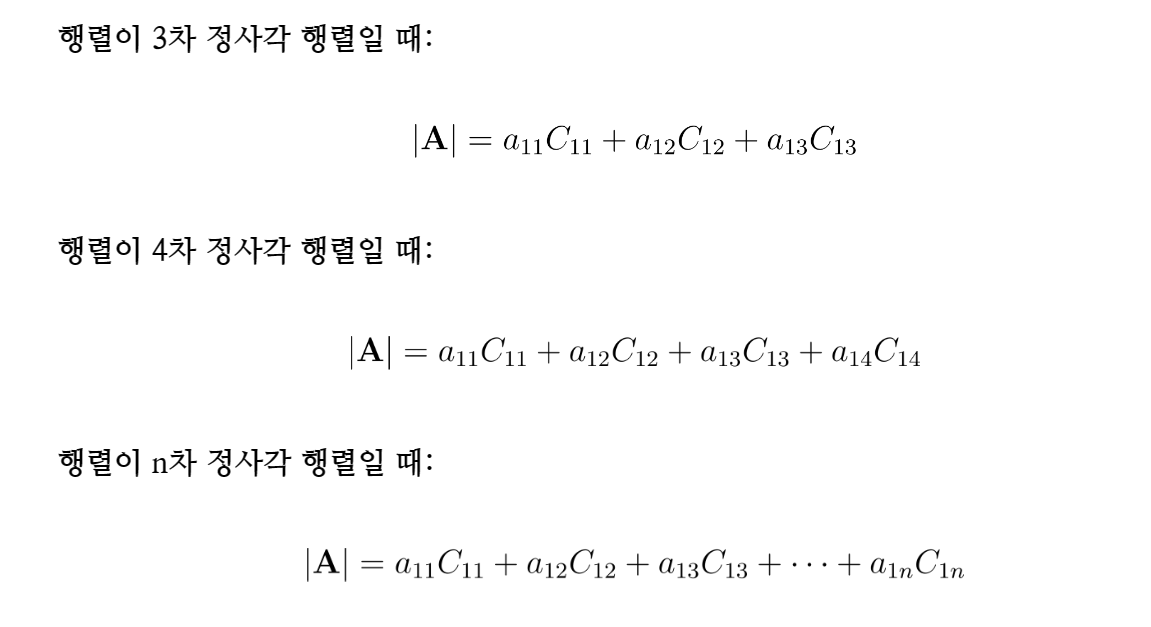 행렬이 3차 정사각 행렬일 때:
|A| = a₁₁C₁₁ + a₁₂C₁₂ + a₁₃C₁₃
행렬이 4차 정사각 행렬일 때:
|A| = a₁₁C₁₁ + a₁₂C₁₂ + a₁₃C₁₃ + a₁₄C₁₄
행렬이 n차 정사각 행렬일 때:
|A| = a₁₁C₁₁ + a₁₂C₁₂ + a₁₃C₁₃ + ⋯ + a₁ₙC₁ₙ